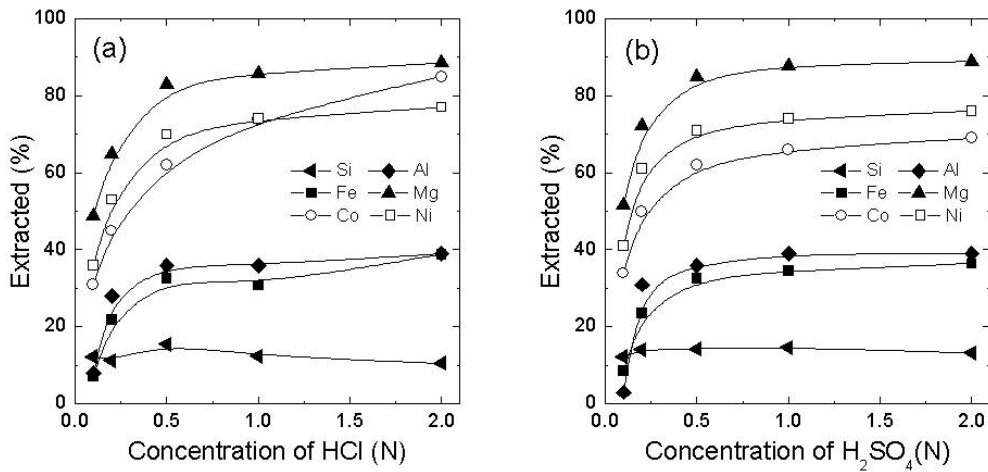 (a)
Extracted (%)
100
80
60
40
20
0
0.0 0.5 1.0 1.5 2.0
Concentration of HCl (N)
Si Al
Fe Mg
Co Ni
(b)
Extracted (%)
100
80
60
40
20
0
0.0 0.5 1.0 1.5 2.0
Concentration of H₂SO₄(N)
Si Al
Fe Mg
Co Ni